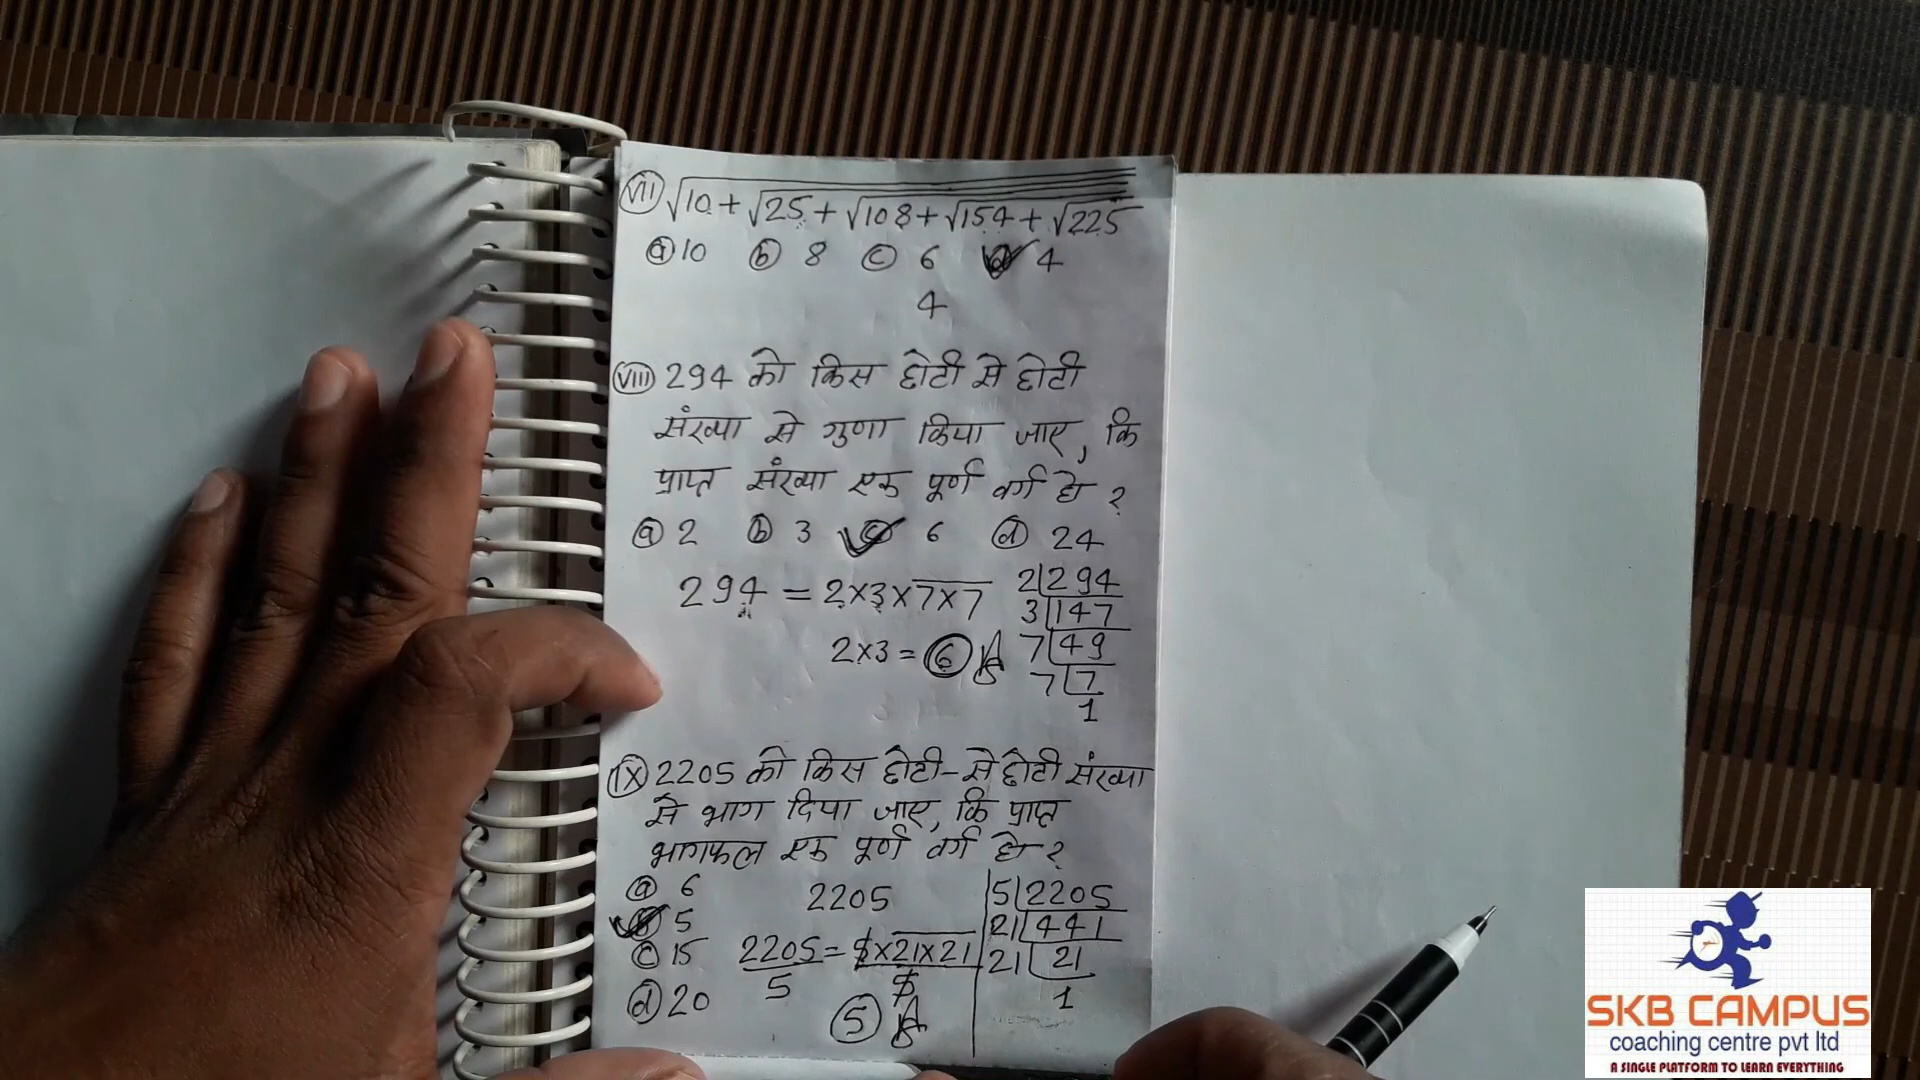 VII √10 + √25 + √108 + √154 + √225
a 10 b 8 c 6 d 4
4
VIII 294 को किस छोटी से छोटी
संख्या से गुणा किया जाए, कि
प्राप्त संख्या एक पूर्ण वर्ग हो ?
a 2 b 3 c 6 d 24
294 = 2×3×7×7
2×3 = 6
2 294
3 147
7 49
7 7
1
IX 2205 को किस छोटी-से छोटी संख्या
से भाग दिया जाए, कि प्राप्त
भागफल एक पूर्ण वर्ग हो ?
a 6
b 5
c 15
d 20
2205
2205/5 = 5×21×21/5
5
5 2205
21 441
21 21
1
SKB CAMPUS
coaching centre pvt ltd
A SINGLE PLATFORM TO LEARN EVERYTHING